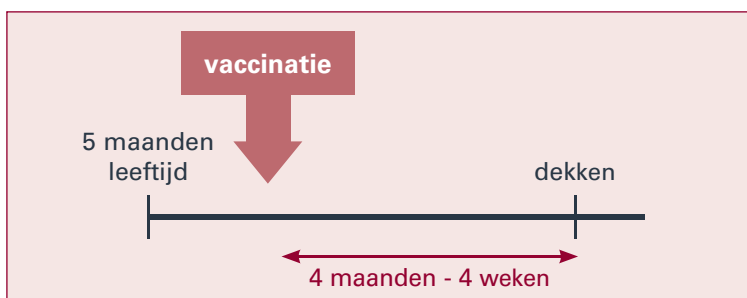 vaccinatie
5 maanden
leeftijd
dekken
4 maanden - 4 weken